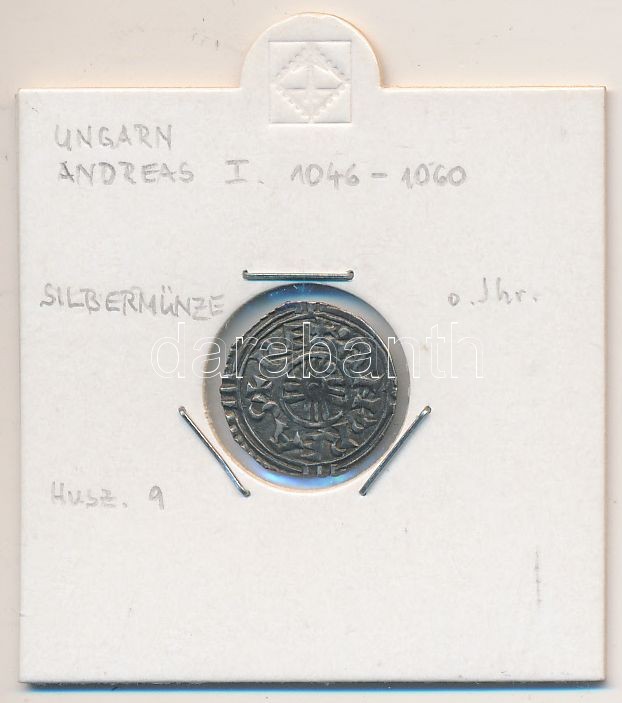 UNGARN
ANDREAS I. 1046 - 1060
SILBERMÜNZE o. Jhr.
darabanth
Husz. 9